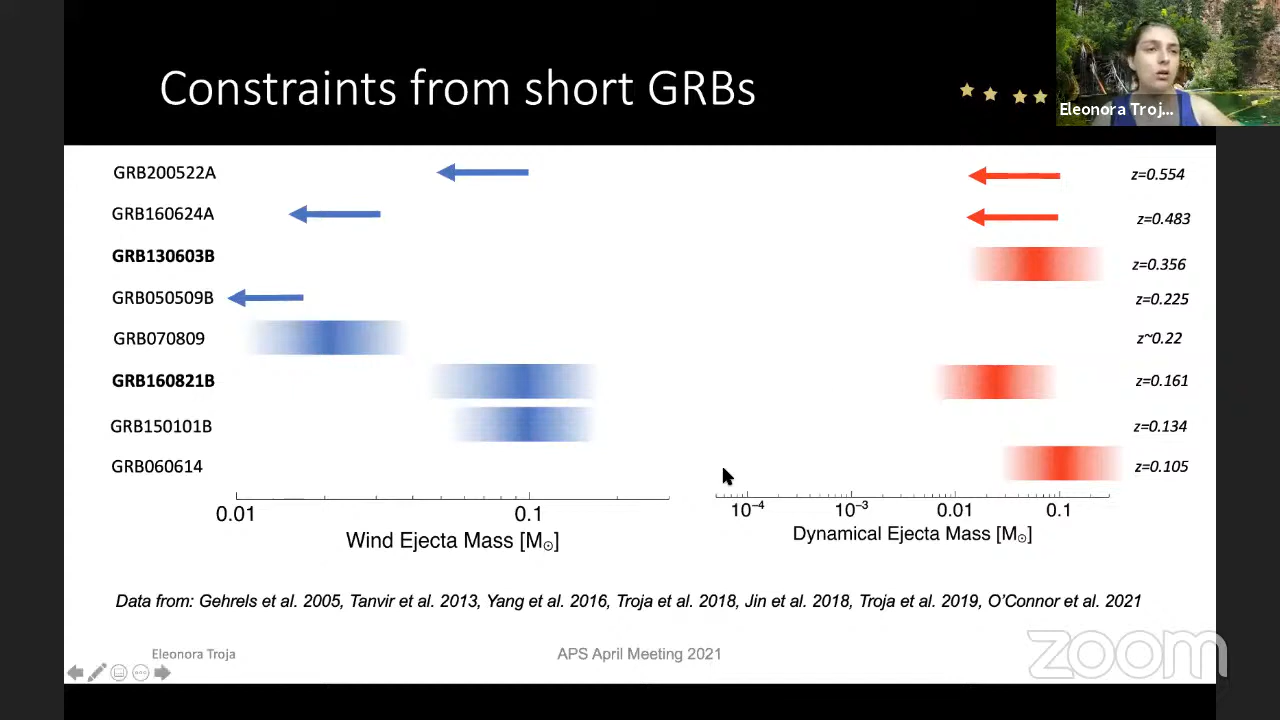 Constraints from short GRBs
Eleonora Troj...
GRB200522A z=0.554
GRB160624A z=0.483
GRB130603B z=0.356
GRB050509B z=0.225
GRB070809 z~0.22
GRB160821B z=0.161
GRB150101B z=0.134
GRB060614 z=0.105
0.01 0.1
Wind Ejecta Mass [M☉]
10⁻⁴ 10⁻³ 0.01 0.1
Dynamical Ejecta Mass [M☉]
Data from: Gehrels et al. 2005, Tanvir et al. 2013, Yang et al. 2016, Troja et al. 2018, Jin et al. 2018, Troja et al. 2019, O'Connor et al. 2021
Eleonora Troja
APS April Meeting 2021
zoom